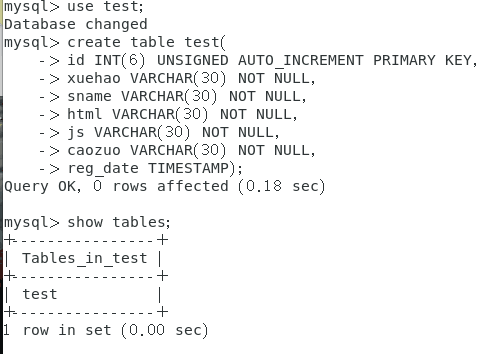 mysql> use test;
Database changed
mysql> create table test(
    -> id INT(6) UNSIGNED AUTO_INCREMENT PRIMARY KEY,
    -> xuehao VARCHAR(30) NOT NULL,
    -> sname VARCHAR(30) NOT NULL,
    -> html VARCHAR(30) NOT NULL,
    -> js VARCHAR(30) NOT NULL,
    -> caozuo VARCHAR(30) NOT NULL,
    -> reg_date TIMESTAMP);
Query OK, 0 rows affected (0.18 sec)
mysql> show tables;
+----------------+
| Tables_in_test |
+----------------+
| test           |
+----------------+
1 row in set (0.00 sec)